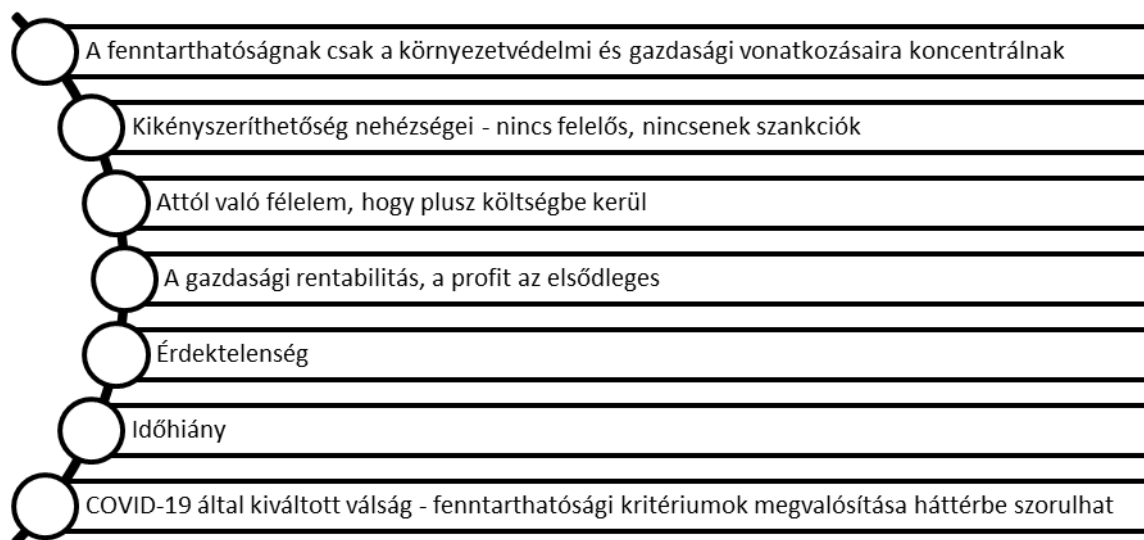 A fenntarthatóságnak csak a környezetvédelmi és gazdasági vonatkozásaira koncentrálnak
Kikényszeríthetőség nehézségei - nincs felelős, nincsenek szankciók
Attól való félelem, hogy plusz költségbe kerül
A gazdasági rentabilitás, a profit az elsődleges
Érdektelenség
Időhiány
COVID-19 által kiváltott válság - fenntarthatósági kritériumok megvalósítása háttérbe szorulhat